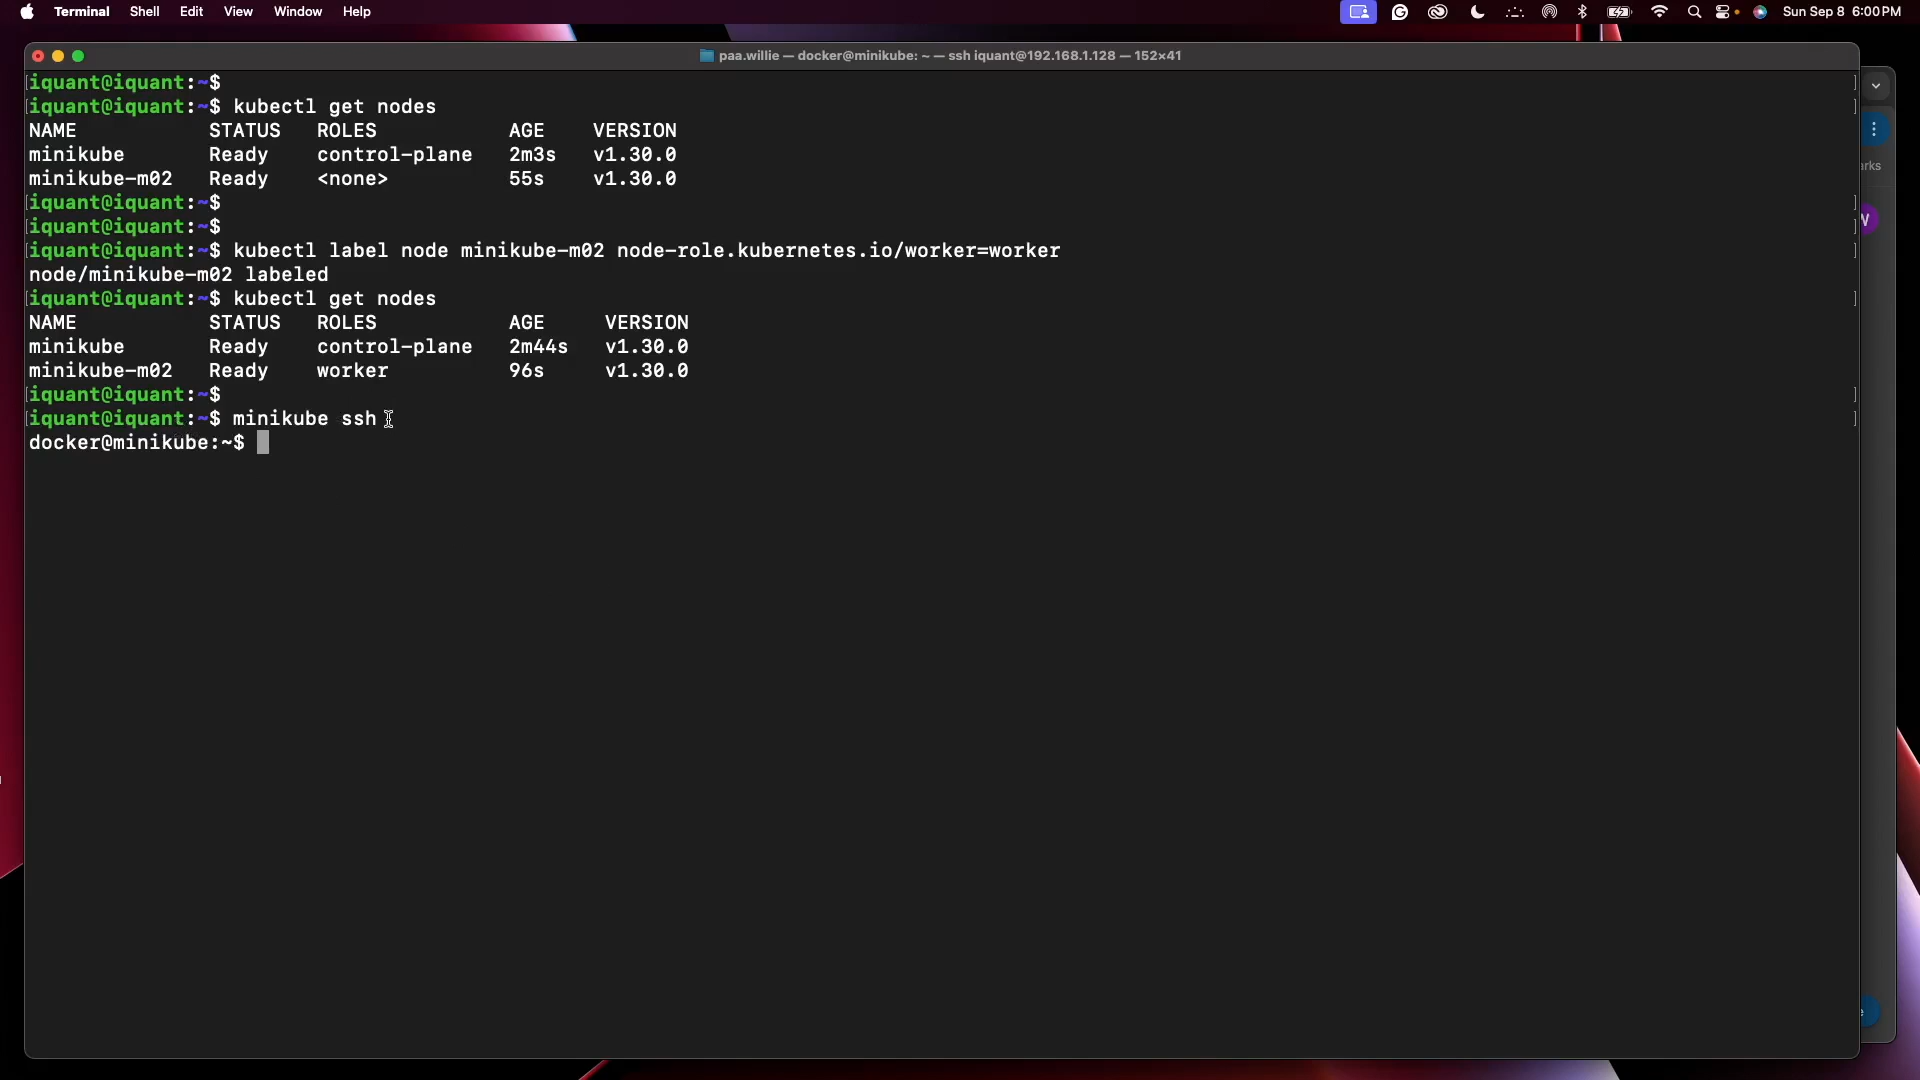 Terminal Shell Edit View Window Help Sun Sep 8 6:00PM
paa.willie — docker@minikube: ~ — ssh iquant@192.168.1.128 — 152×41
[iquant@iquant:~$ ]
[iquant@iquant:~$ kubectl get nodes ]
NAME STATUS ROLES AGE VERSION
minikube Ready control-plane 2m3s v1.30.0
minikube-m02 Ready <none> 55s v1.30.0
[iquant@iquant:~$ ]
[iquant@iquant:~$ ]
[iquant@iquant:~$ kubectl label node minikube-m02 node-role.kubernetes.io/worker=worker ]
node/minikube-m02 labeled
[iquant@iquant:~$ kubectl get nodes ]
NAME STATUS ROLES AGE VERSION
minikube Ready control-plane 2m44s v1.30.0
minikube-m02 Ready worker 96s v1.30.0
[iquant@iquant:~$ ]
[iquant@iquant:~$ minikube ssh ]
docker@minikube:~$
arks
W